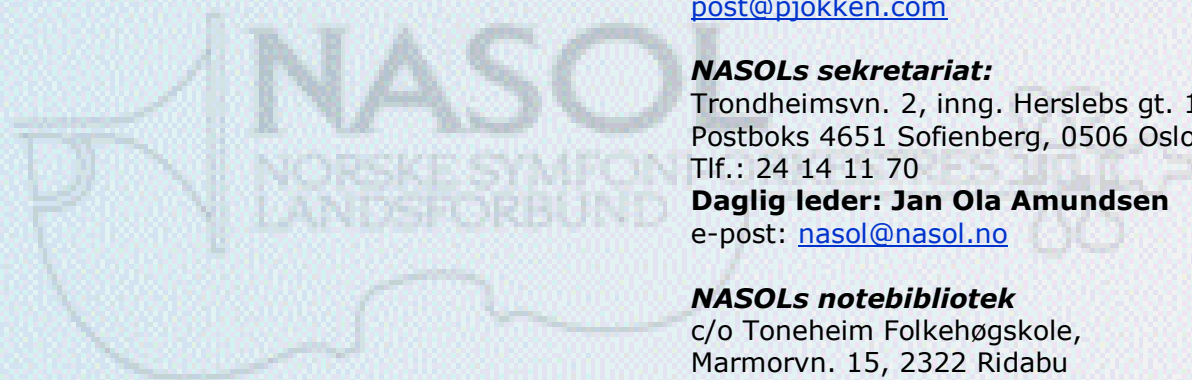 post@pjokken.com
NASOL
NORSKE SYMFON
LANDSFORBUND
NASOLs sekretariat:
Trondheimsvn. 2, inng. Herslebs gt. 1
Postboks 4651 Sofienberg, 0506 Oslo
Tlf.: 24 14 11 70
Daglig leder: Jan Ola Amundsen
e-post: nasol@nasol.no
NASOLs notebibliotek
c/o Toneheim Folkehøgskole,
Marmorvn. 15, 2322 Ridabu